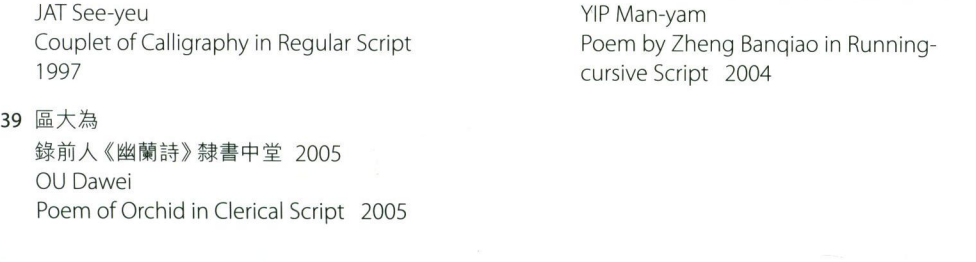 JAT See-yeu
Couplet of Calligraphy in Regular Script
1997
39 區大為
錄前人《幽蘭詩》隸書中堂 2005
OU Dawei
Poem of Orchid in Clerical Script 2005
YIP Man-yam
Poem by Zheng Banqiao in Running-
cursive Script 2004